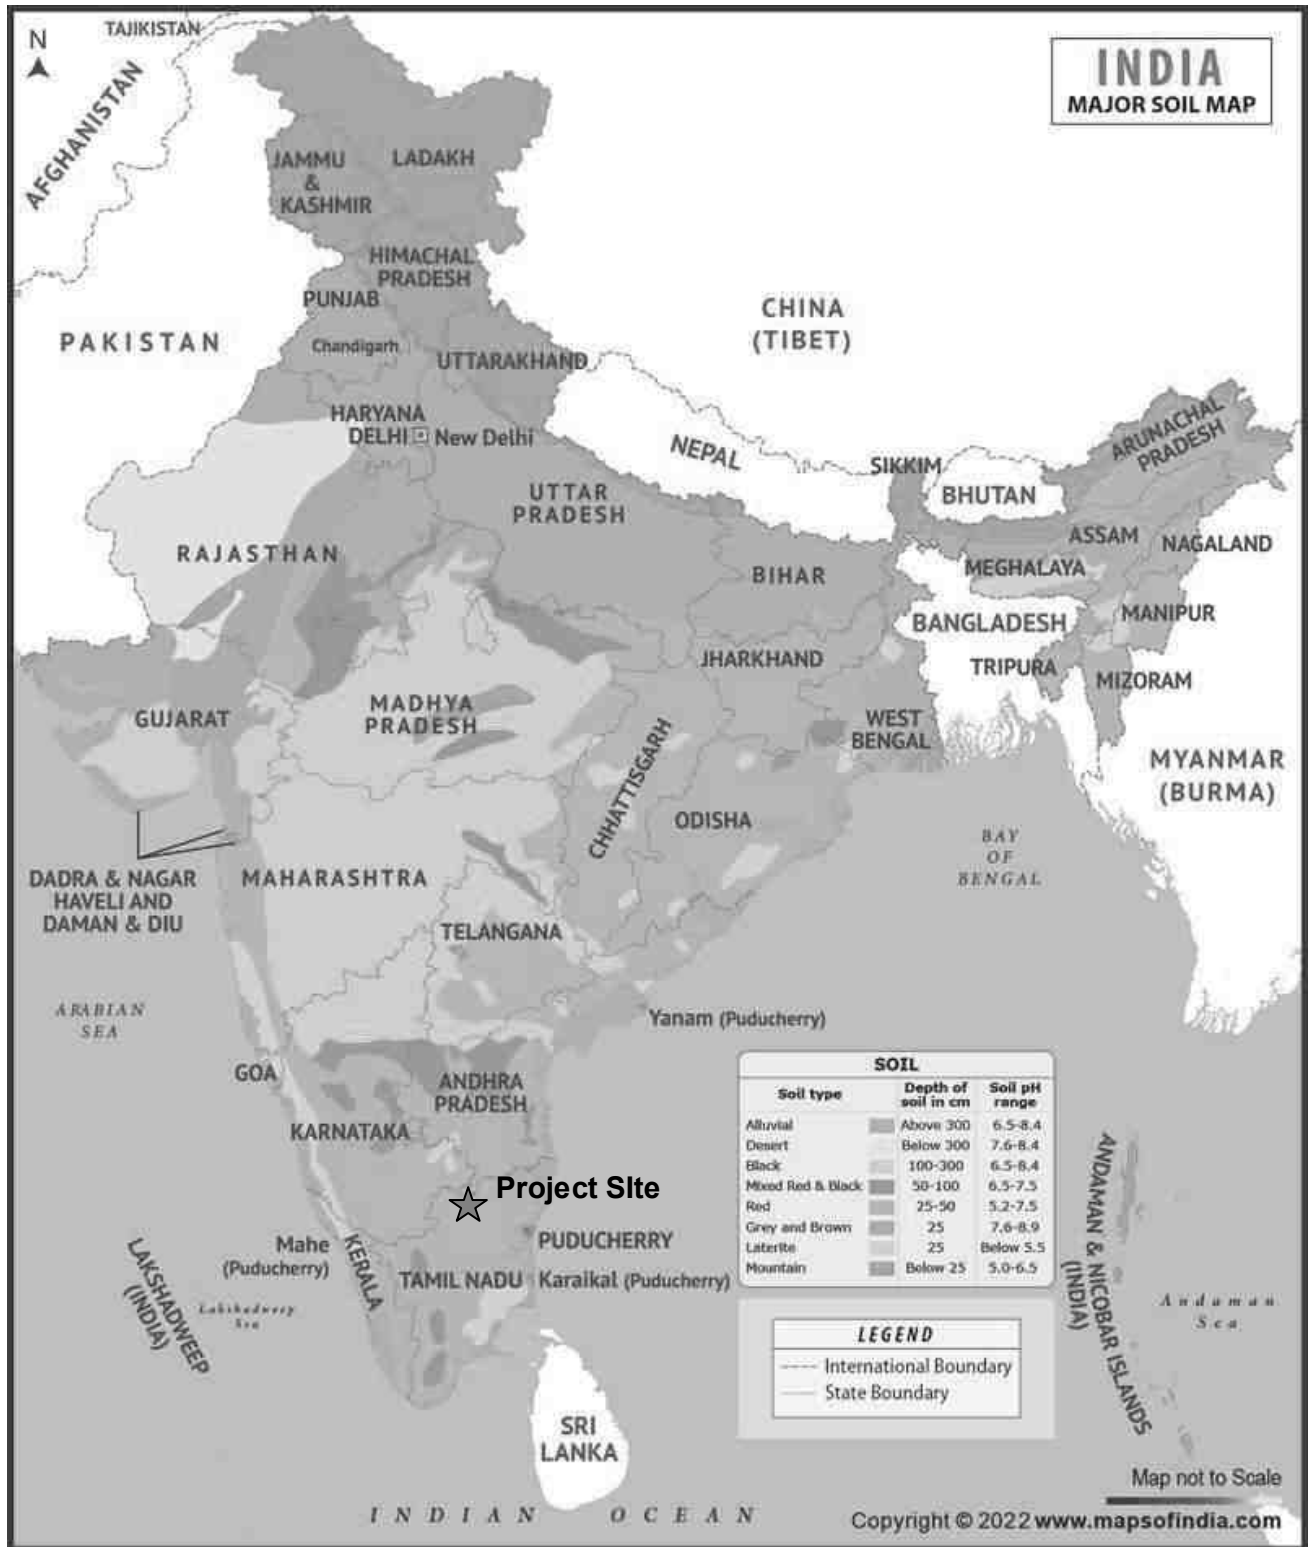 TAJIKISTAN
N
AFGHANISTAN
INDIA
MAJOR SOIL MAP
JAMMU
&
KASHMIR
LADAKH
HIMACHAL
PRADESH
PUNJAB
Chandigarh
UTTARAKHAND
PAKISTAN
CHINA
(TIBET)
HARYANA
DELHI
New Delhi
NEPAL
SIKKIM
BHUTAN
ARUNACHAL
PRADESH
UTTAR
PRADESH
ASSAM
NAGALAND
RAJASTHAN
BIHAR
MEGHALAYA
BANGLADESH
MANIPUR
JHARKHAND
TRIPURA
MIZORAM
GUJARAT
MADHYA
PRADESH
CHHATTISGARH
WEST
BENGAL
MYANMAR
(BURMA)
ODISHA
BAY
OF
BENGAL
DADRA & NAGAR
HAVELI AND
DAMAN & DIU
MAHARASHTRA
TELANGANA
ARABIAN
SEA
Yanam (Puducherry)
GOA
ANDHRA
PRADESH
KARNATAKA
Project SIte
SOIL
Soil type Depth of soil in cm Soil pH range
Alluvial Above 300 6.5-8.4
Desert Below 300 7.6-8.4
Black 100-300 6.5-8.4
Mixed Red & Black 50-100 6.5-7.5
Red 25-50 5.2-7.5
Grey and Brown 25 7.6-8.9
Laterite 25 Below 5.5
Mountain Below 25 5.0-6.5
PUDUCHERRY
Mahe
(Puducherry)
KERALA
TAMIL NADU
Karaikal (Puducherry)
LAKSHADWEEP
(INDIA)
Lakshadweep
Sea
ANDAMAN & NICOBAR ISLANDS
(INDIA)
Andaman
Sea
LEGEND
International Boundary
State Boundary
SRI
LANKA
Map not to Scale
INDIAN OCEAN
Copyright © 2022 www.mapsofindia.com